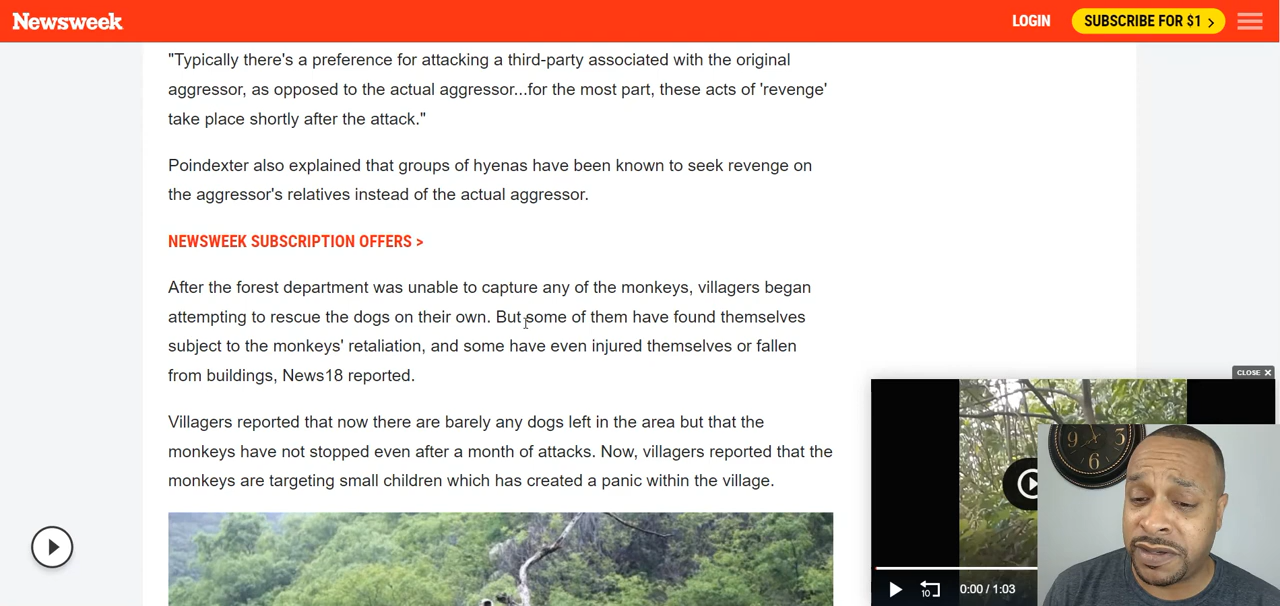 Newsweek
LOGIN
SUBSCRIBE FOR $1 >
"Typically there's a preference for attacking a third-party associated with the original
aggressor, as opposed to the actual aggressor...for the most part, these acts of 'revenge'
take place shortly after the attack."
Poindexter also explained that groups of hyenas have been known to seek revenge on
the aggressor's relatives instead of the actual aggressor.
NEWSWEEK SUBSCRIPTION OFFERS >
After the forest department was unable to capture any of the monkeys, villagers began
attempting to rescue the dogs on their own. But some of them have found themselves
subject to the monkeys' retaliation, and some have even injured themselves or fallen
from buildings, News18 reported.
Villagers reported that now there are barely any dogs left in the area but that the
monkeys have not stopped even after a month of attacks. Now, villagers reported that the
monkeys are targeting small children which has created a panic within the village.
CLOSE X
9 3 6
10
0:00 / 1:03